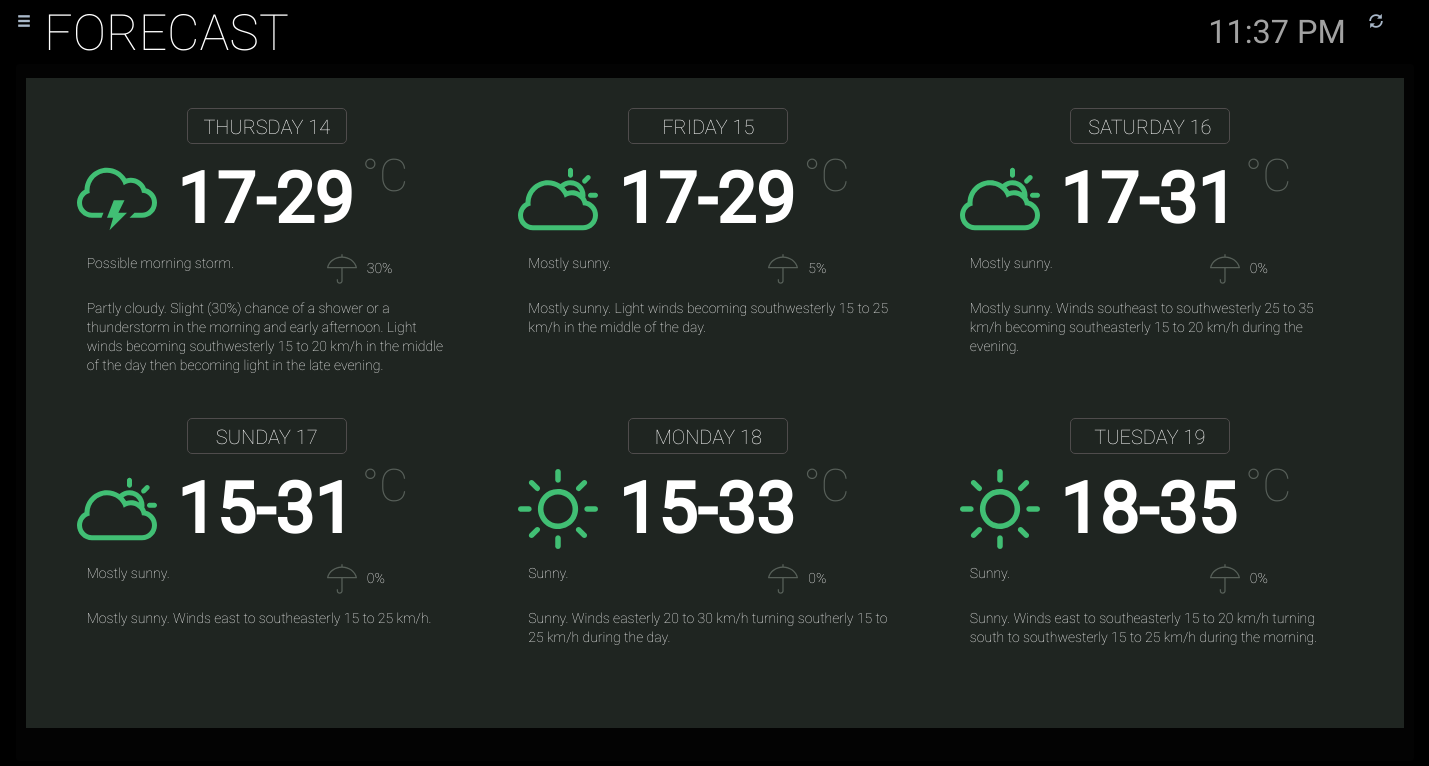 FORECAST
11:37 PM
THURSDAY 14
17-29 °C
Possible morning storm.
30%
Partly cloudy. Slight (30%) chance of a shower or a
thunderstorm in the morning and early afternoon. Light
winds becoming southwesterly 15 to 20 km/h in the middle
of the day then becoming light in the late evening.
FRIDAY 15
17-29 °C
Mostly sunny.
5%
Mostly sunny. Light winds becoming southwesterly 15 to 25
km/h in the middle of the day.
SATURDAY 16
17-31 °C
Mostly sunny.
0%
Mostly sunny. Winds southeast to southwesterly 25 to 35
km/h becoming southeasterly 15 to 20 km/h during the
evening.
SUNDAY 17
15-31 °C
Mostly sunny.
0%
Mostly sunny. Winds east to southeasterly 15 to 25 km/h.
MONDAY 18
15-33 °C
Sunny.
0%
Sunny. Winds easterly 20 to 30 km/h turning southerly 15 to
25 km/h during the day.
TUESDAY 19
18-35 °C
Sunny.
0%
Sunny. Winds east to southeasterly 15 to 20 km/h turning
south to southwesterly 15 to 25 km/h during the morning.